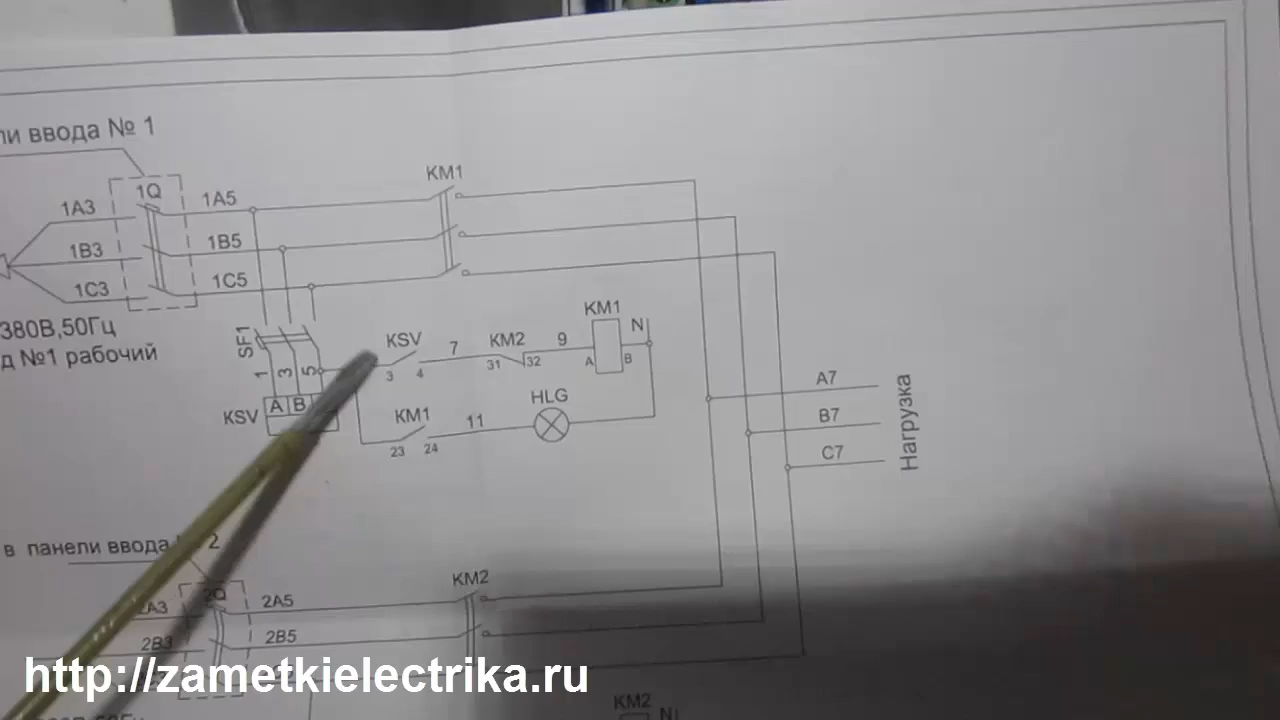 ввода № 1
1Q
1A3
1A5
KM1
1B3
1B5
1C3
1C5
380В,50Гц
№1 рабочий
SF1
1 3 5
KSV
3 4
7
KM2
31 32
9
KM1
A B
N
KSV
A B
KM1
23 24
11
HLG
A7
B7
C7
Нагрузка
в панели ввода 2
2A3
2A5
KM2
2B3
2B5
KM2
N
http://zametkielectrika.ru